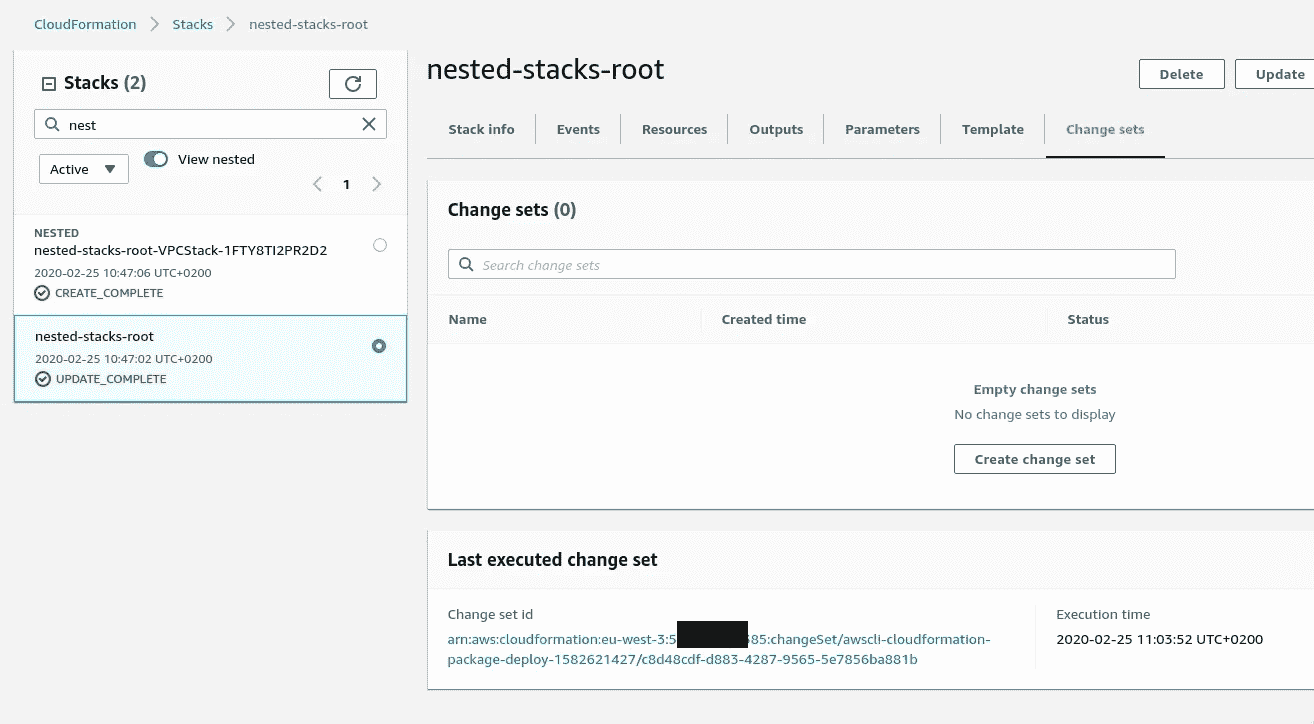 CloudFormation Stacks nested-stacks-root
Stacks (2)
nest
Active View nested
1
NESTED
nested-stacks-root-VPCStack-1FTY8TI2PR2D2
2020-02-25 10:47:06 UTC+0200
CREATE_COMPLETE
nested-stacks-root
2020-02-25 10:47:02 UTC+0200
UPDATE_COMPLETE
nested-stacks-root
Delete Update
Stack info Events Resources Outputs Parameters Template Change sets
Change sets (0)
Search change sets
Name Created time Status
Empty change sets
No change sets to display
Create change set
Last executed change set
Change set id
arn:aws:cloudformation:eu-west-3:5 85:changeSet/awscli-cloudformation-
package-deploy-1582621427/c8d48cdf-d883-4287-9565-5e7856ba881b
Execution time
2020-02-25 11:03:52 UTC+0200